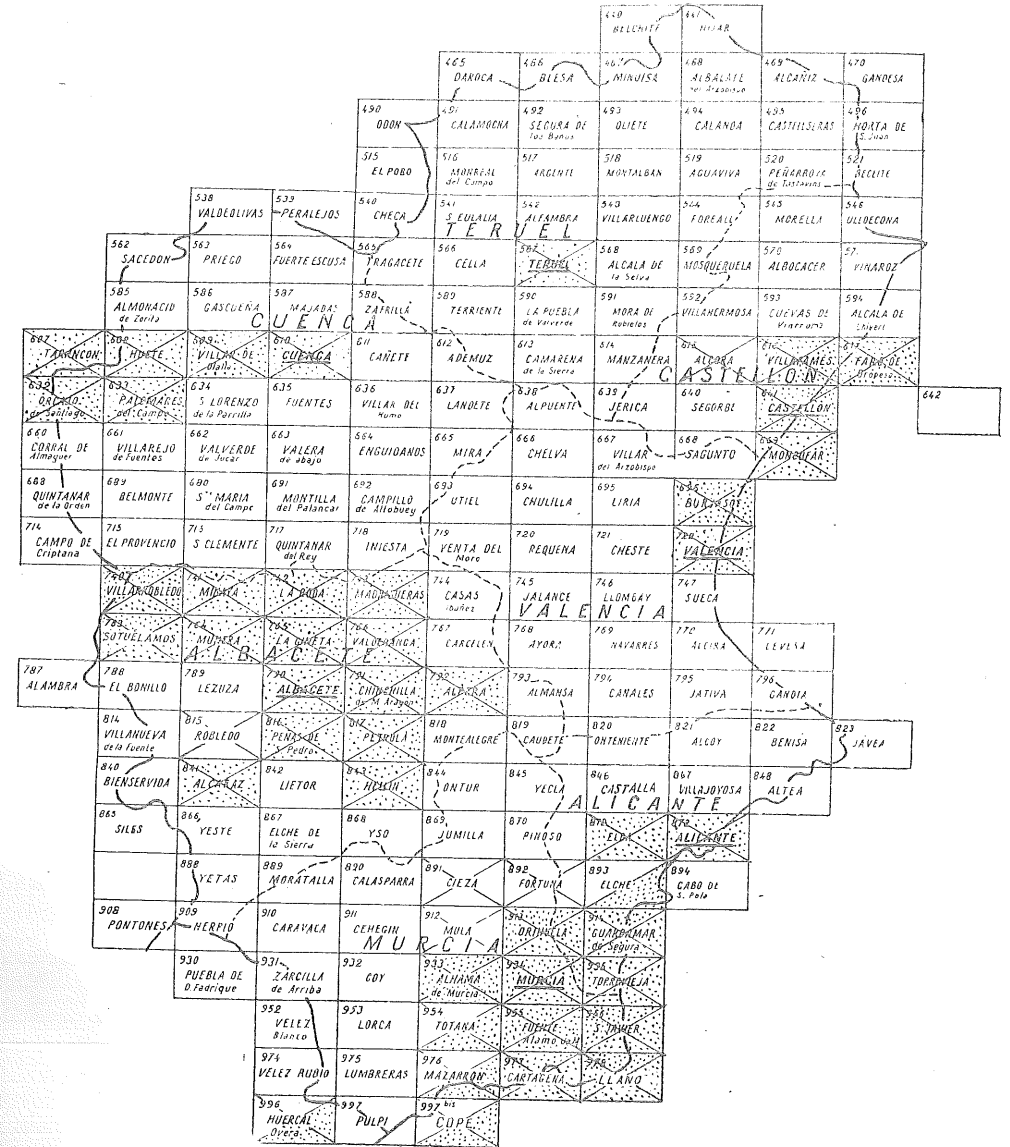 440 441
BELCHITE HIJAR
465 466 467 468 469 470
DAROCA BLESA MINUISA ALBALATE ALCAÑIZ GANDESA
del Arzobispo
490 491 492 493 494 495 496
ODON CALAMOCHA SEGURA DE OLIETE CALANDA CASTELSERAS HORTA DE
los Baños S. Juan
515 516 517 518 519 520 521
EL POBO MONREAL ARGENTE MONTALBAN AGUAVIVA PEÑARROYA BECEITE
del Campo de Tastavins
538 539 540 541 542 543 544 545 546
VALDEOLIVAS PERALEJOS CHECA S. EULALIA ALFAMBRA VILLARLUENGO FOREALL MORELLA ULLDECONA
TERUEL
562 563 564 565 566 567 568 569 570 571
SACEDON PRIEGO FUERTE ESCUSA TRAGACETE CELLA TERUEL ALCALA DE MOSQUERUELA ALBOCACER VINAROZ
la Selva
585 586 587 588 589 590 591 592 593 594
ALMONACID GASCUEÑA MAJADAS ZAFRILLA TERRIENTE LA PUEBLA MORA DE VILLAHERMOSA CUEVAS DE ALCALA DE
de Zorita de Valverde Rubielos Vinroma Chivert
CUENCA
607 608 609 610 611 612 613 614 615 616 617
TARANCON HUETE VILLAR DE CUENCA CAÑETE ADEMUZ CAMARENA MANZANERA ALCORA VILLAFAMES FARO DE
Olalla de la Sierra Oropesa
CASTELLON
632 633 634 635 636 637 638 639 640 641 642
OROASO PALOMARES S LORENZO FUENTES VILLAR DEL LANDETE ALPUENTE JERICA SEGORBE CASTELLON
de Santiago del Campo de la Parrilla Humo
660 661 662 663 664 665 666 667 668 669
CORRAL DE VILLAREJO VALVERDE VALERA ENGUIDANOS MIRA CHELVA VILLAR SAGUNTO MONCOFAR
Almaguer de Fuentes de Jucar de abajo del Arzobispo
688 689 680 691 692 693 694 695 696
QUINTANAR BELMONTE Sta MARIA MONTILLA CAMPILLO UTIEL CHULILLA LIRIA BURJASOT
de la Orden del Campo del Palancar de Altobuey
714 715 715 717 718 719 720 721 722
CAMPO DE EL PROVENCIO S CLEMENTE QUINTANAR INIESTA VENTA DEL REQUENA CHESTE VALENCIA
Criptana del Rey Moro
740 741 742 743 744 745 746 747
VILLARROBLEDO MINAYA LA RODA MADRIGUERAS CASAS JALANCE LLOMBAY SUECA
Ibañez
VALENCIA
763 764 765 766 767 768 769 770 771
SOTUELAMOS MUNERA LA GINETA VALDEGANGA CARCELES AYORA NAVARRES ALCIRA LEVESA
ALBACETE
787 788 789 790 791 792 793 794 795 796
ALAMBRA EL BONILLO LEZUZA ALBACETE CHINCHILLA ALPERA ALMANSA CANALES JATIVA GANDIA
de M. Aragon
814 815 816 817 818 819 820 821 822 823
VILLANUEVA ROBLEDO PEÑAS DE PETROLA MONTEALEGRE CAUDETE ONTENIENTE ALCOY BENISA JAVEA
de la Fuente S. Pedro
840 841 842 843 844 845 846 847 848
BIENSERVIDA ALCARAZ LIETOR HELLIN ONTUR YECLA CASTALLA VILLAJOYOSA ALTEA
ALICANTE
865 866 867 868 869 870 871 872
SILES YESTE ELCHE DE YSO JUMILLA PINOSO ELDA ALICANTE
la Sierra
888 889 890 891 892 893 894
YETAS MORATALLA CALASPARRA CIEZA FORTUNA ELCHE CABO DE
S. Pola
908 909 910 911 912 913 914
PONTONES NERPIO CARAVACA CEHEGIN MULA ORIHUELA GUARDAMAR
de Segura
MURCIA
930 931 932 933 934 935
PUEBLA DE ZARCILLA COY ALHAMA MURCIA TORREVIEJA
D. Fadrique de Arriba de Murcia
952 953 954 955 956
VELEZ LORCA TOTANA FUENTE S. JAVIER
Blanco Alamo
974 975 976 977 978
VELEZ RUBIO LUMBRERAS MAZARRON CARTAGENA LLANO
996 997 997 bis
HUERCAL PULPI COPE
Overa